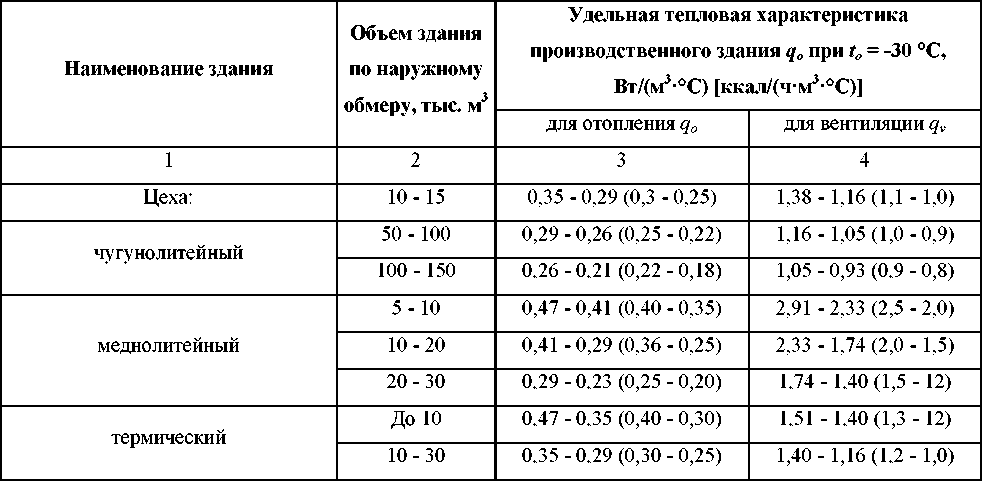 Наименование здания
Объем здания
по наружному
обмеру, тыс. м³
Удельная тепловая характеристика
производственного здания qo при to = -30 °C,
Вт/(м³·°С) [ккал/(ч·м³·°С)]
для отопления qo
для вентиляции qv
1 2 3 4
Цеха: 10 - 15 0,35 - 0,29 (0,3 - 0,25) 1,38 - 1,16 (1,1 - 1,0)
чугунолитейный 50 - 100 0,29 - 0,26 (0,25 - 0,22) 1,16 - 1,05 (1,0 - 0,9)
100 - 150 0,26 - 0,21 (0,22 - 0,18) 1,05 - 0,93 (0,9 - 0,8)
меднолитейный 5 - 10 0,47 - 0,41 (0,40 - 0,35) 2,91 - 2,33 (2,5 - 2,0)
10 - 20 0,41 - 0,29 (0,36 - 0,25) 2,33 - 1,74 (2,0 - 1,5)
20 - 30 0,29 - 0,23 (0,25 - 0,20) 1,74 - 1,40 (1,5 - 12)
термический До 10 0,47 - 0,35 (0,40 - 0,30) 1,51 - 1,40 (1,3 - 12)
10 - 30 0,35 - 0,29 (0,30 - 0,25) 1,40 - 1,16 (1,2 - 1,0)